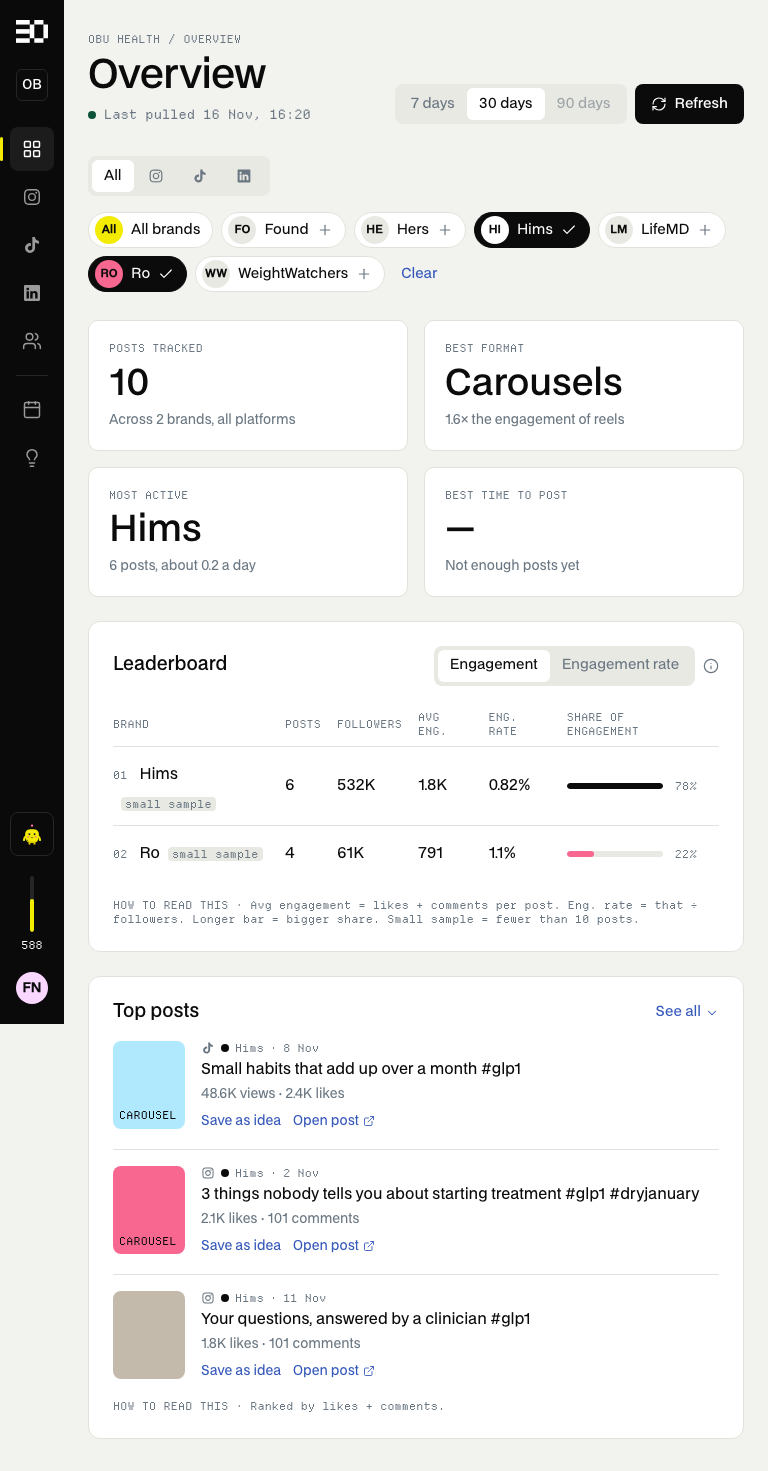 OBU HEALTH / OVERVIEW
Overview
Last pulled 16 Nov, 16:20
7 days 30 days 90 days
Refresh
OB
All
All All brands
FO Found
HE Hers
HI Hims
LM LifeMD
RO Ro
WW WeightWatchers
Clear
POSTS TRACKED
10
Across 2 brands, all platforms
BEST FORMAT
Carousels
1.6× the engagement of reels
MOST ACTIVE
Hims
6 posts, about 0.2 a day
BEST TIME TO POST
—
Not enough posts yet
Leaderboard
Engagement Engagement rate
BRAND POSTS FOLLOWERS AVG ENG. ENG. RATE SHARE OF ENGAGEMENT
01 Hims small sample 6 532K 1.8K 0.82% 78%
02 Ro small sample 4 61K 791 1.1% 22%
HOW TO READ THIS · Avg engagement = likes + comments per post. Eng. rate = that ÷
followers. Longer bar = bigger share. Small sample = fewer than 10 posts.
588
FN
Top posts
See all
CAROUSEL
Hims · 8 Nov
Small habits that add up over a month #glp1
48.6K views · 2.4K likes
Save as idea Open post
CAROUSEL
Hims · 2 Nov
3 things nobody tells you about starting treatment #glp1 #dryjanuary
2.1K likes · 101 comments
Save as idea Open post
Hims · 11 Nov
Your questions, answered by a clinician #glp1
1.8K likes · 101 comments
Save as idea Open post
HOW TO READ THIS · Ranked by likes + comments.